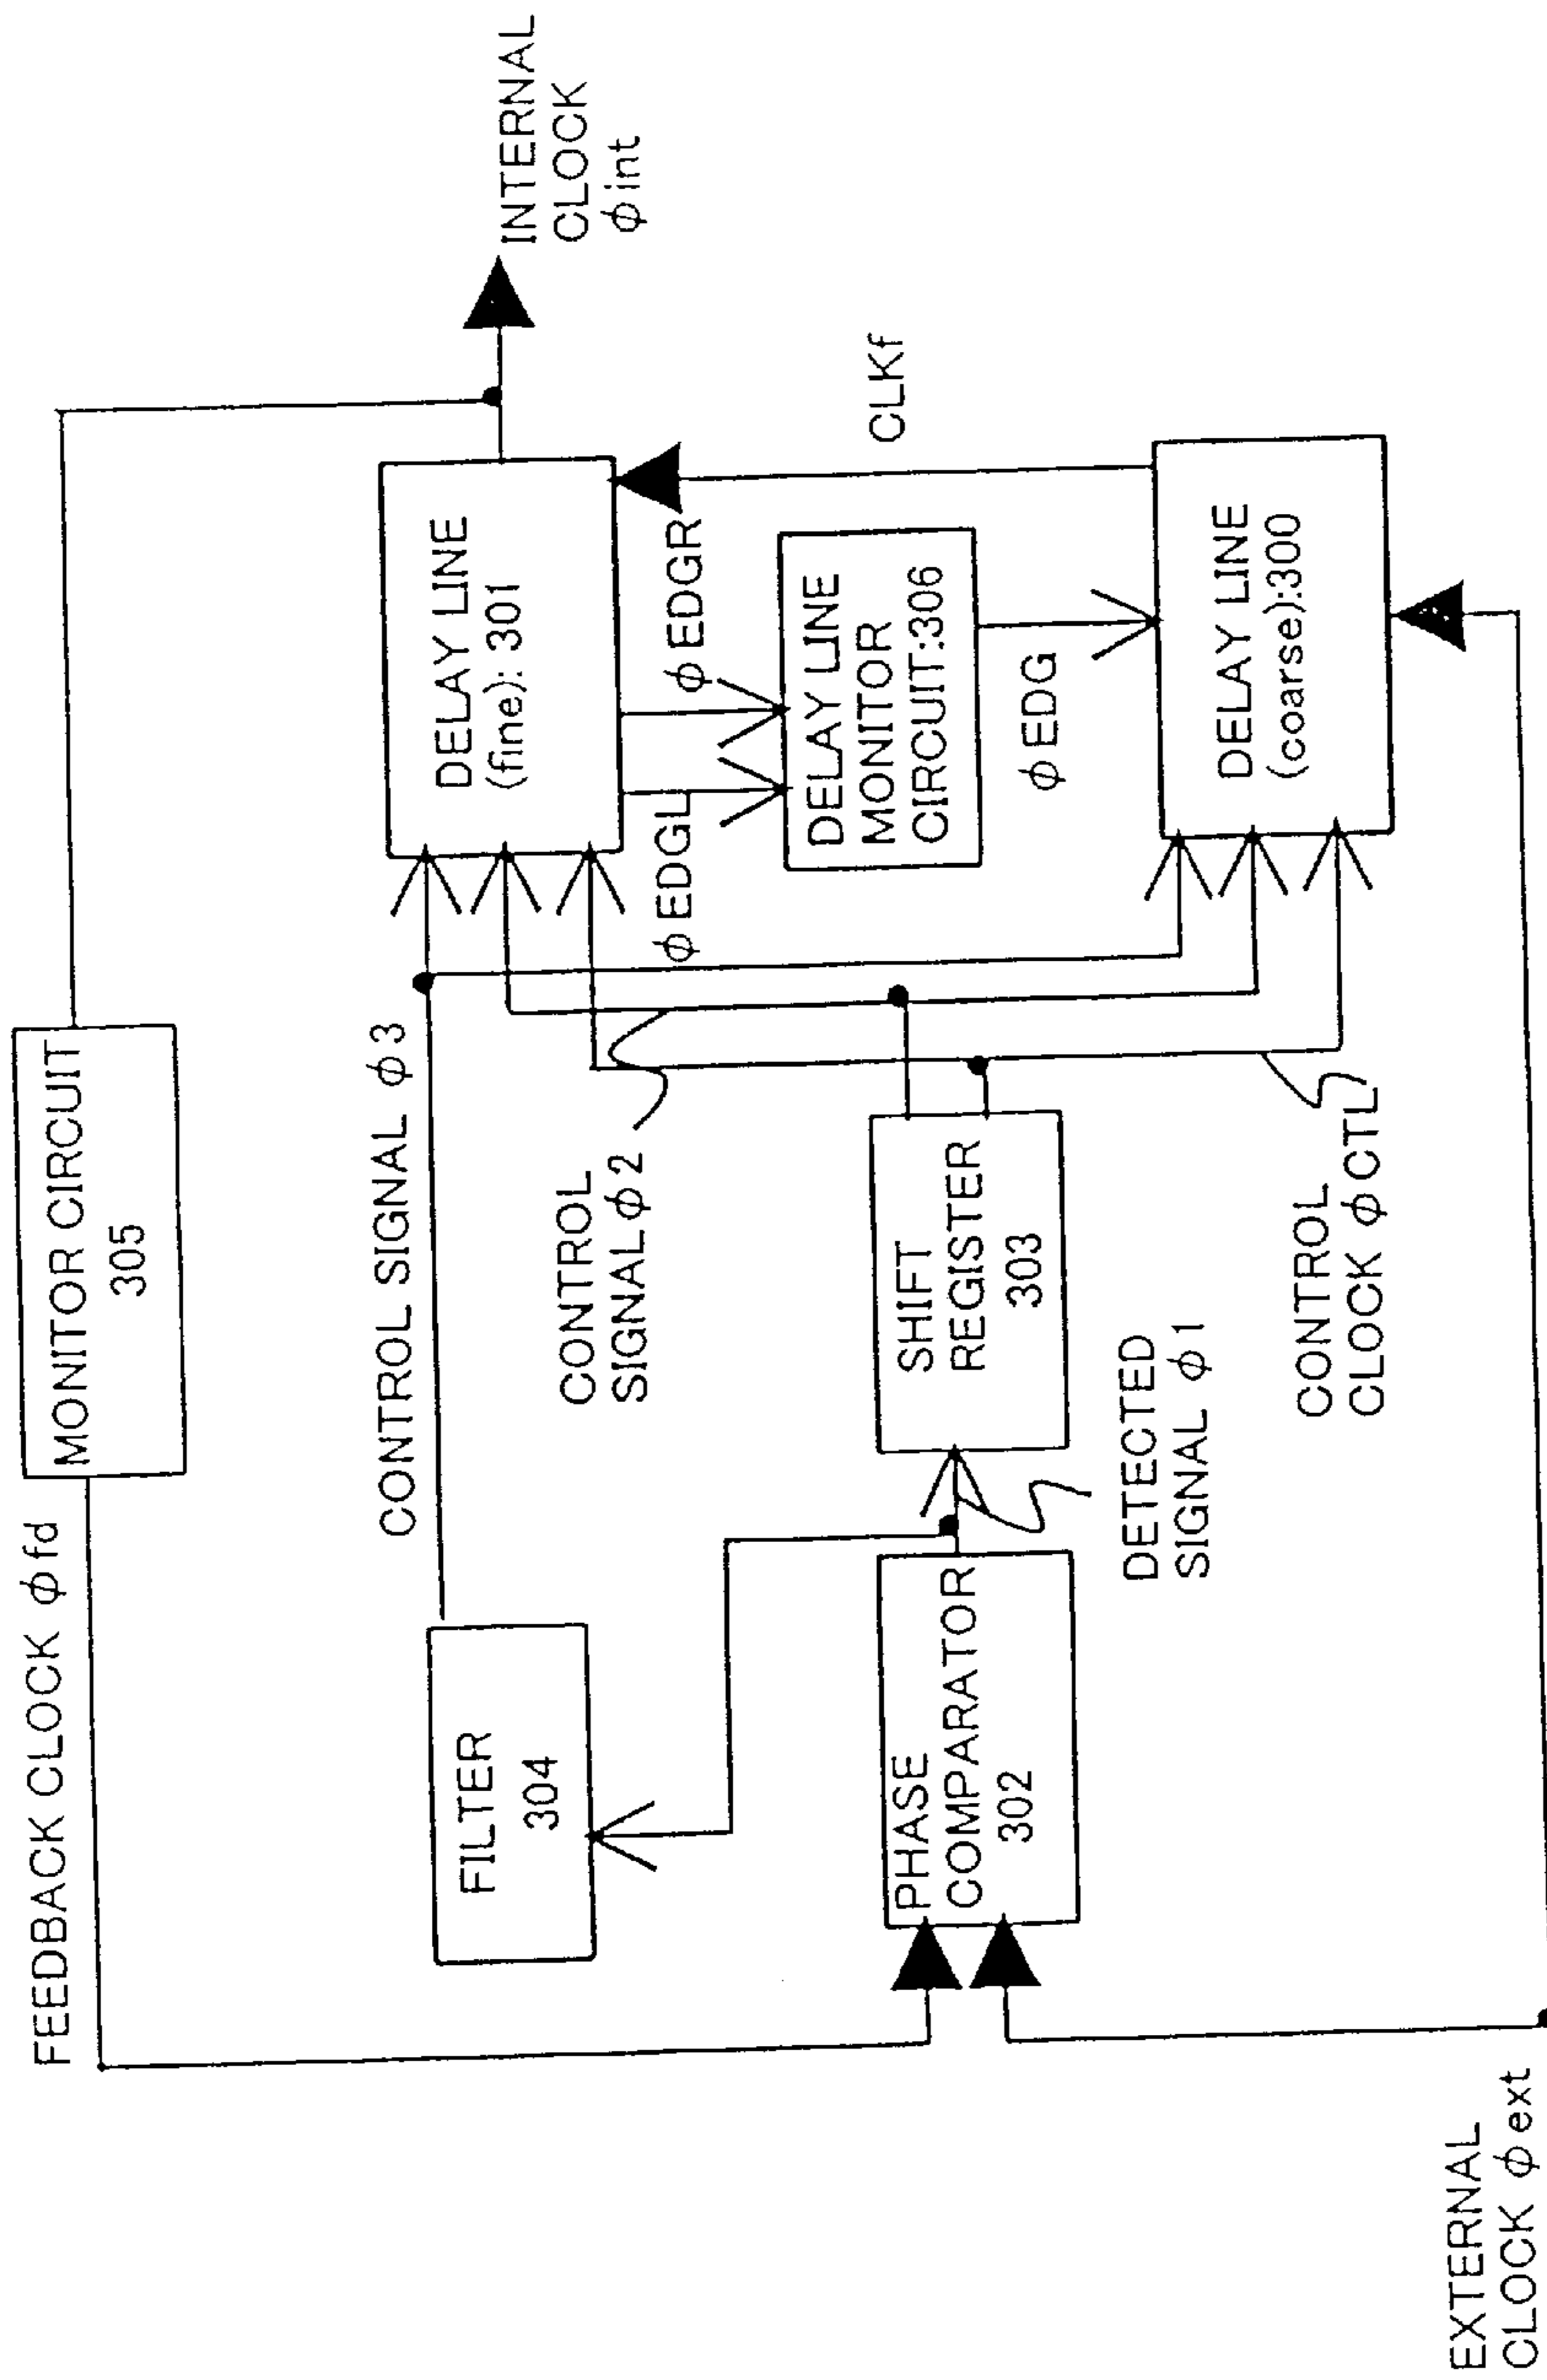 FEEDBACK CLOCK φfd
MONITOR CIRCUIT
305
CONTROL SIGNAL φ3
FILTER
304
CONTROL
SIGNAL φ2
DELAY LINE
(fine): 301
INTERNAL
CLOCK
φint
φEDGL
φEDGR
CLKf
DELAY LINE
MONITOR
CIRCUIT:306
φEDG
PHASE
COMPARATOR
302
SHIFT
REGISTER
303
DETECTED
SIGNAL φ1
CONTROL
CLOCK φCTL
DELAY LINE
(coarse):300
EXTERNAL
CLOCK φext